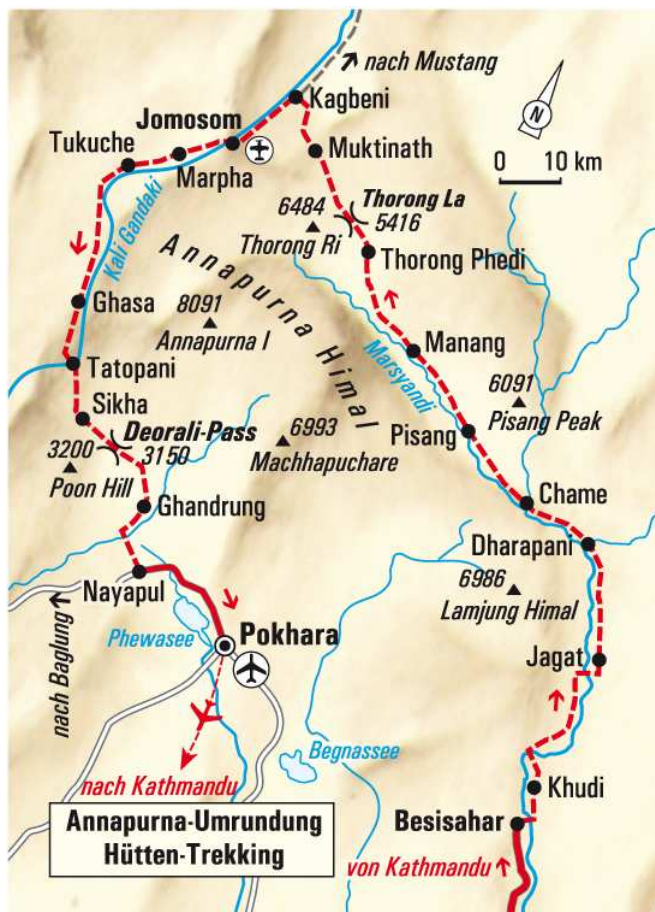 nach Mustang
Kagbeni
N
Jomosom
Tukuche
Marpha
Muktinath
0 10 km
Thorong La
5416
6484
Thorong Ri
Kali Gandaki
Annapurna Himal
Thorong Phedi
Ghasa
8091
Annapurna I
Manang
Marsyandi
Tatopani
6091
Pisang Peak
Sikha
Pisang
Deorali-Pass
3150
3200
Poon Hill
6993
Machhapuchare
Chame
Ghandrung
Dharapani
Nayapul
6986
Lamjung Himal
Phewasee
Pokhara
Jagat
nach Baglung
Begnassee
nach Kathmandu
Khudi
Besisahar
von Kathmandu
Annapurna-Umrundung
Hütten-Trekking